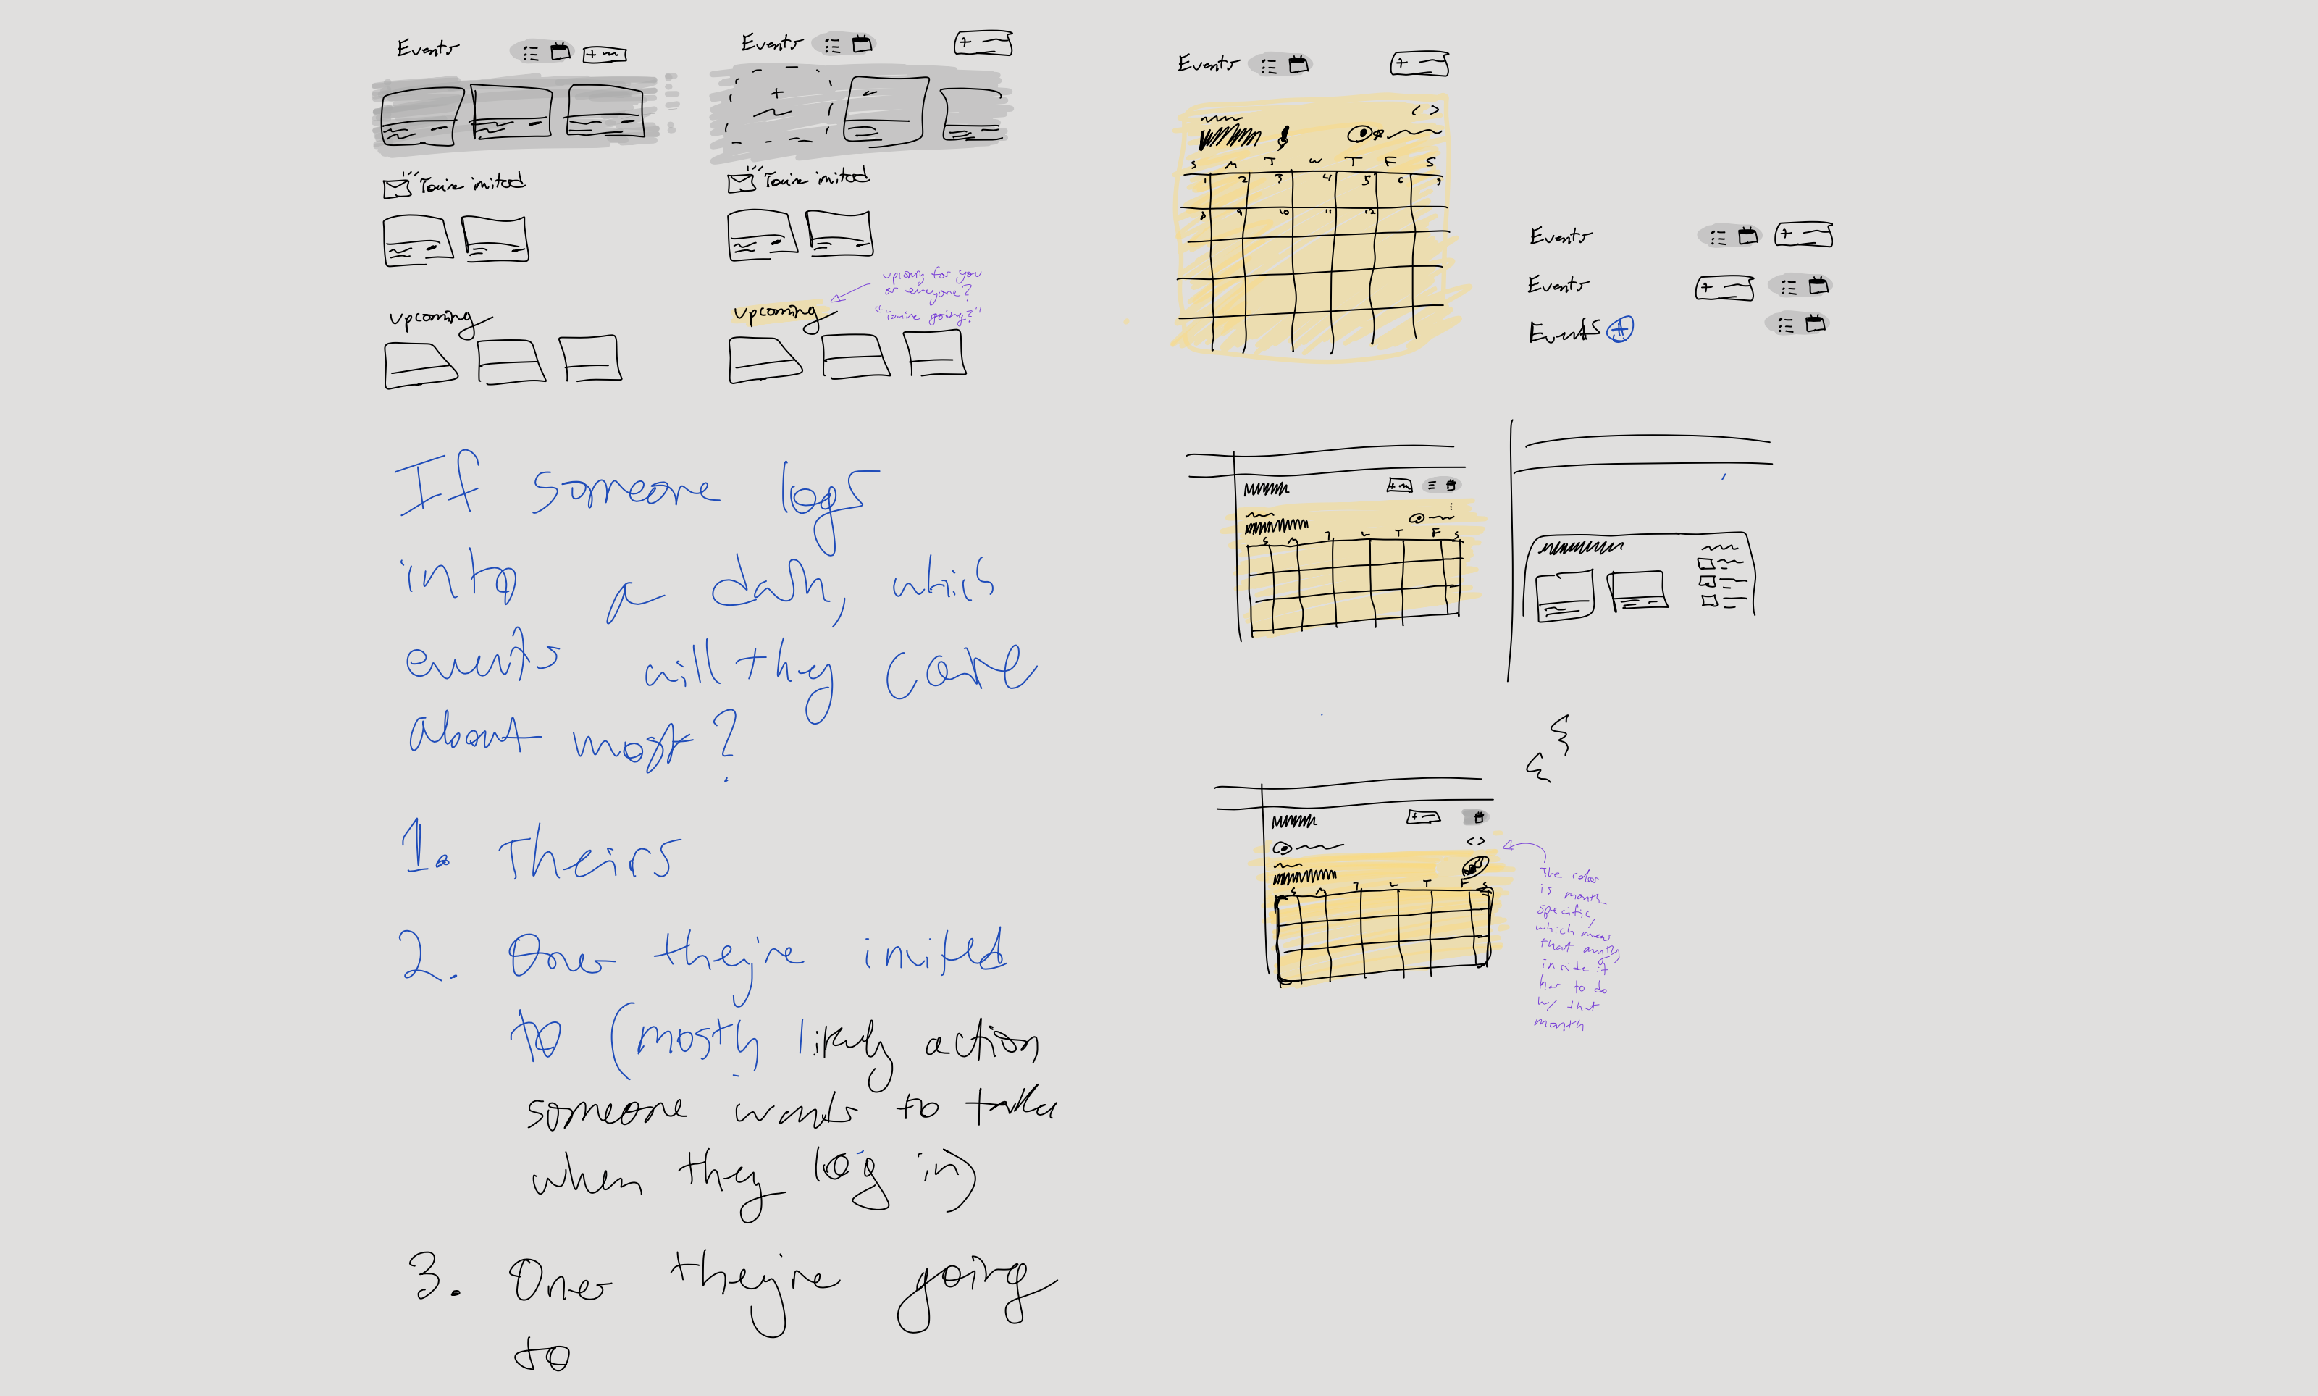 Events
You're invited
upcoming
Events
+
You're invited
upcoming for you
or everyone?
"You're going?"
upcoming
If someone logs
into a dash, which
events will they care
about most?
1. Theirs
2. Ones they're invited
to (mostly likely action
someone wants to take
when they log in)
3. Ones they're going
to
Events
+
< >
S M T W T F S
1 2 3 4 5 6
8 9 10 11 12
Events
+
Events
+
Events +
S M T W T F S
< >
S M T W T F S
The color
is month
specific,
which means
that
inside of
has to do
w/ that
month